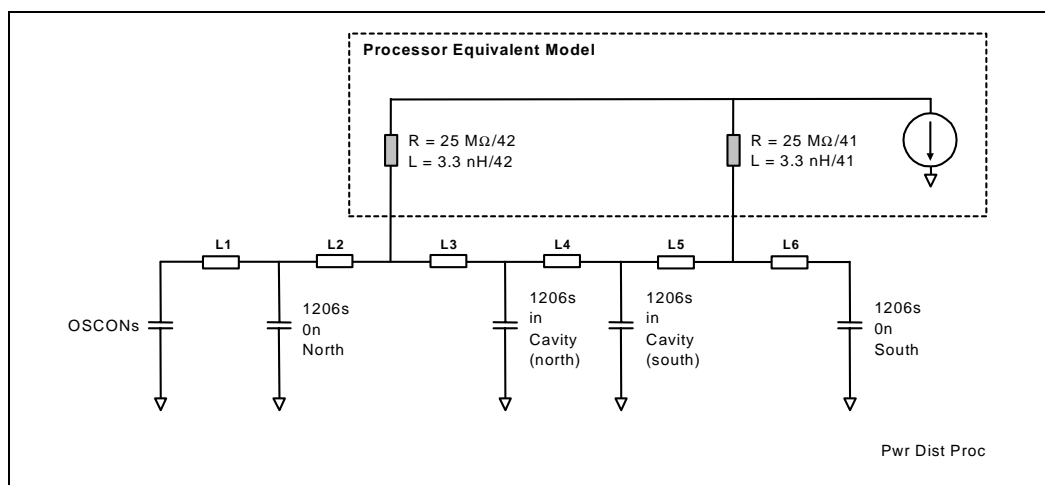 Processor Equivalent Model
R = 25 MΩ/42
L = 3.3 nH/42
R = 25 MΩ/41
L = 3.3 nH/41
L1
L2
L3
L4
L5
L6
OSCONs
1206s
0n
North
1206s
in
Cavity
(north)
1206s
in
Cavity
(south)
1206s
0n
South
Pwr Dist Proc